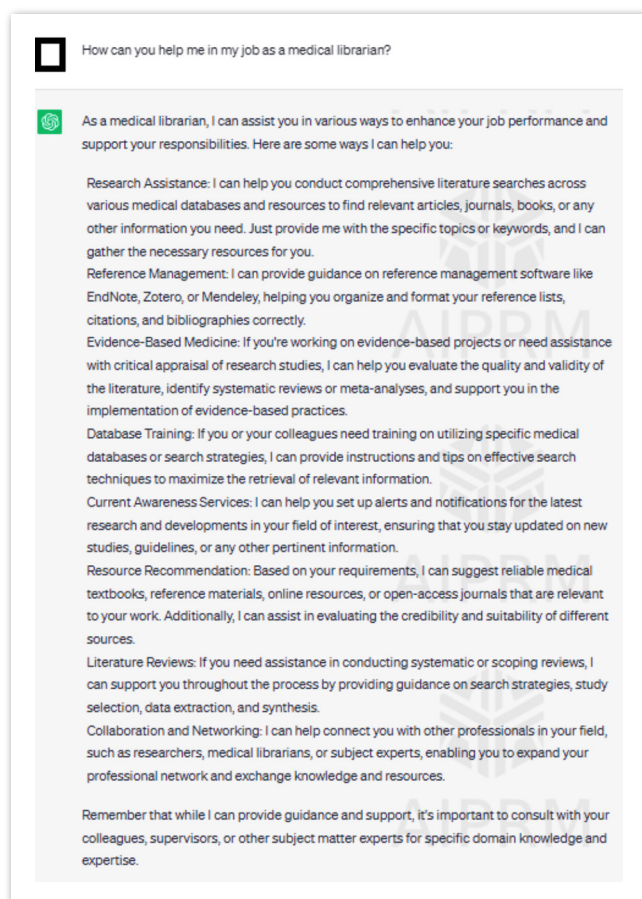 How can you help me in my job as a medical librarian?
As a medical librarian, I can assist you in various ways to enhance your job performance and
support your responsibilities. Here are some ways I can help you:
Research Assistance: I can help you conduct comprehensive literature searches across
various medical databases and resources to find relevant articles, journals, books, or any
other information you need. Just provide me with the specific topics or keywords, and I can
gather the necessary resources for you.
Reference Management: I can provide guidance on reference management software like
EndNote, Zotero, or Mendeley, helping you organize and format your reference lists,
citations, and bibliographies correctly.
AIPRM
Evidence-Based Medicine: If you're working on evidence-based projects or need assistance
with critical appraisal of research studies, I can help you evaluate the quality and validity of
the literature, identify systematic reviews or meta-analyses, and support you in the
implementation of evidence-based practices.
Database Training: If you or your colleagues need training on utilizing specific medical
databases or search strategies, I can provide instructions and tips on effective search
techniques to maximize the retrieval of relevant information.
Current Awareness Services: I can help you set up alerts and notifications for the latest
research and developments in your field of interest, ensuring that you stay updated on new
studies, guidelines, or any other pertinent information.
Resource Recommendation: Based on your requirements, I can suggest reliable medical
AIPRM
textbooks, reference materials, online resources, or open-access journals that are relevant
to your work. Additionally, I can assist in evaluating the credibility and suitability of different
sources.
Literature Reviews: If you need assistance in conducting systematic or scoping reviews, I
can support you throughout the process by providing guidance on search strategies, study
selection, data extraction, and synthesis.
Collaboration and Networking: I can help connect you with other professionals in your field,
such as researchers, medical librarians, or subject experts, enabling you to expand your
professional network and exchange knowledge and resources.
Remember that while I can provide guidance and support, it's important to consult with your
AIPRM
colleagues, supervisors, or other subject matter experts for specific domain knowledge and
expertise.